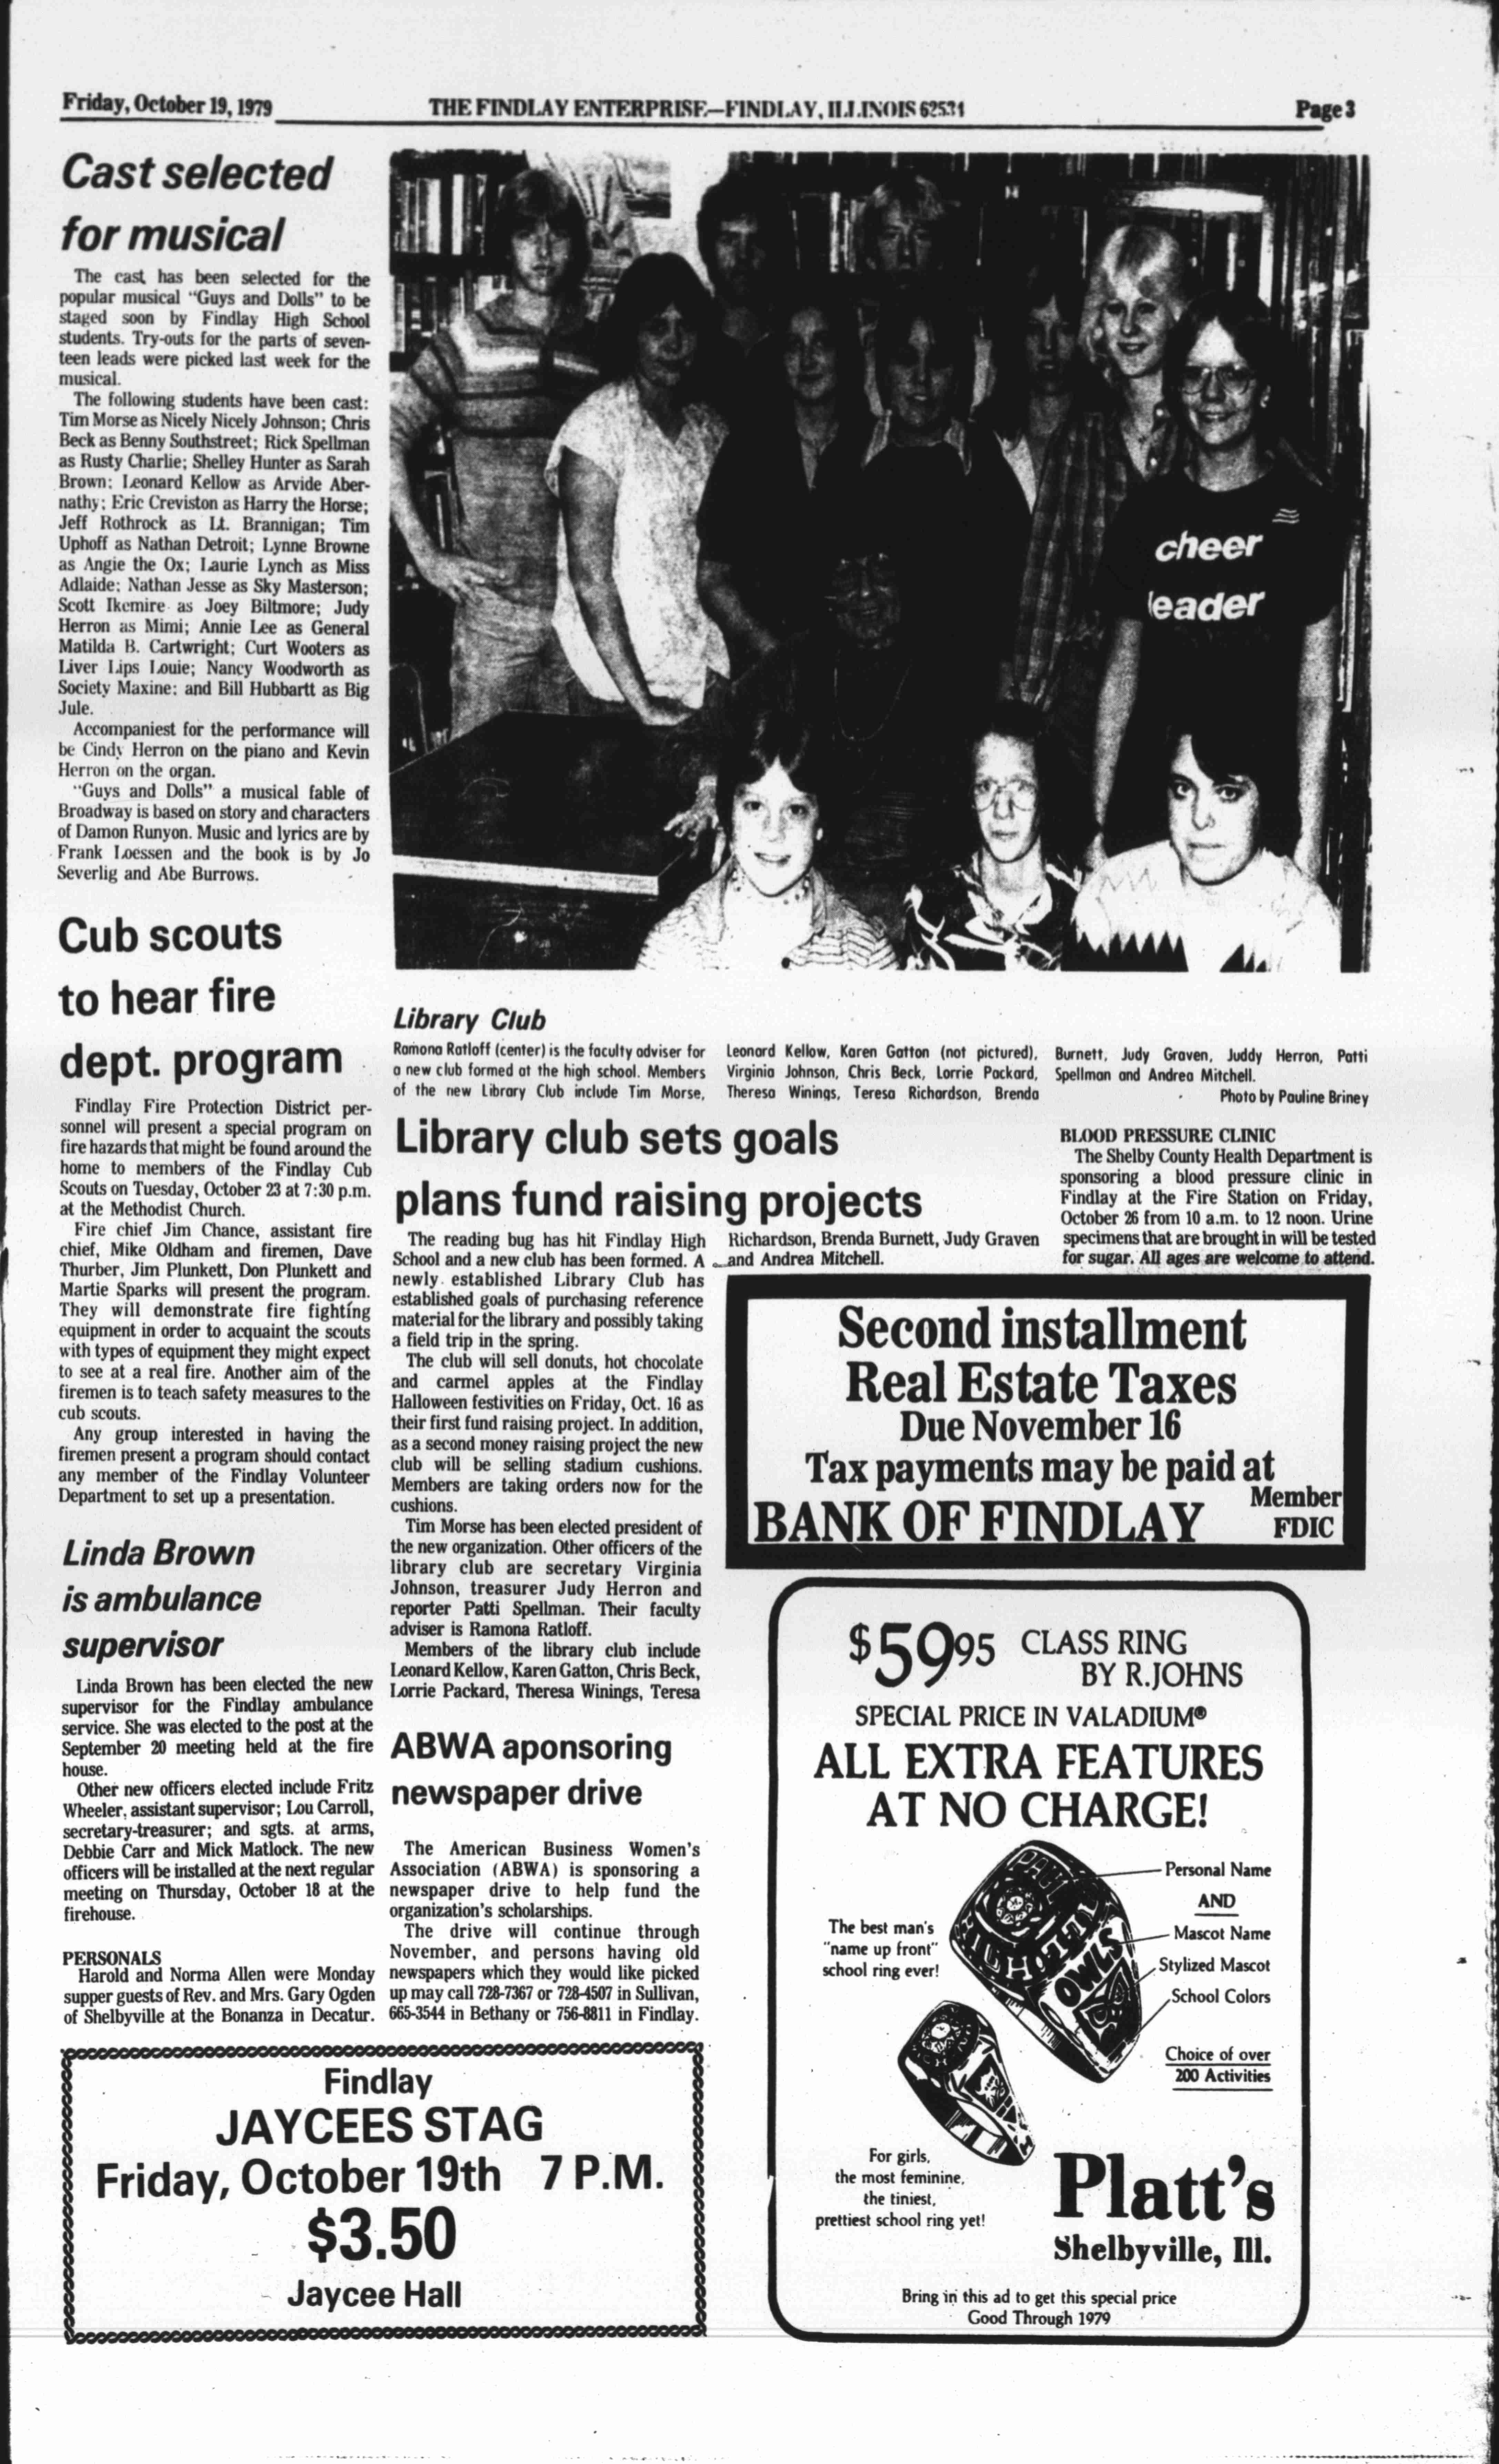 Friday, October 19, 1979
THE FINDLAY ENTERPRISE—FINDLAY, ILLINOIS 62534
Page 3
Cast selected
for musical
The cast has been selected for the
popular musical "Guys and Dolls" to be
staged soon by Findlay High School
students. Try-outs for the parts of seven-
teen leads were picked last week for the
musical.
The following students have been cast:
Tim Morse as Nicely Nicely Johnson; Chris
Beck as Benny Southstreet; Rick Spellman
as Rusty Charlie; Shelley Hunter as Sarah
Brown; Leonard Kellow as Arvide Aber-
nathy; Eric Creviston as Harry the Horse;
Jeff Rothrock as Lt. Brannigan; Tim
Uphoff as Nathan Detroit; Lynne Browne
as Angie the Ox; Laurie Lynch as Miss
Adlaide; Nathan Jesse as Sky Masterson;
Scott Ikemire as Joey Biltmore; Judy
Herron as Mimi; Annie Lee as General
Matilda B. Cartwright; Curt Wooters as
Liver Lips Louie; Nancy Woodworth as
Society Maxine; and Bill Hubbartt as Big
Jule.
Accompaniest for the performance will
be Cindy Herron on the piano and Kevin
Herron on the organ.
"Guys and Dolls" a musical fable of
Broadway is based on story and characters
of Damon Runyon. Music and lyrics are by
Frank Loessen and the book is by Jo
Severlig and Abe Burrows.
Cub scouts
to hear fire
dept. program
Findlay Fire Protection District per-
sonnel will present a special program on
fire hazards that might be found around the
home to members of the Findlay Cub
Scouts on Tuesday, October 23 at 7:30 p.m.
at the Methodist Church.
Fire chief Jim Chance, assistant fire
chief, Mike Oldham and firemen, Dave
Thurber, Jim Plunkett, Don Plunkett and
Martie Sparks will present the program.
They will demonstrate fire fighting
equipment in order to acquaint the scouts
with types of equipment they might expect
to see at a real fire. Another aim of the
firemen is to teach safety measures to the
cub scouts.
Any group interested in having the
firemen present a program should contact
any member of the Findlay Volunteer
Department to set up a presentation.
Linda Brown
is ambulance
supervisor
Linda Brown has been elected the new
supervisor for the Findlay ambulance
service. She was elected to the post at the
September 20 meeting held at the fire
house.
Other new officers elected include Fritz
Wheeler, assistant supervisor; Lou Carroll,
secretary-treasurer; and sgts. at arms,
Debbie Carr and Mick Matlock. The new
officers will be installed at the next regular
meeting on Thursday, October 18 at the
firehouse.
PERSONALS
Harold and Norma Allen were Monday
supper guests of Rev. and Mrs. Gary Ogden
of Shelbyville at the Bonanza in Decatur.
cheer
leader
Library Club
Ramona Ratloff (center) is the faculty adviser for
a new club formed at the high school. Members
of the new Library Club include Tim Morse,
Leonard Kellow, Karen Gatton (not pictured),
Virginia Johnson, Chris Beck, Lorrie Packard,
Theresa Winings, Teresa Richardson, Brenda
Burnett, Judy Graven, Juddy Herron, Patti
Spellman and Andrea Mitchell.
Photo by Pauline Briney
Library club sets goals
plans fund raising projects
The reading bug has hit Findlay High
School and a new club has been formed. A
newly established Library Club has
established goals of purchasing reference
material for the library and possibly taking
a field trip in the spring.
The club will sell donuts, hot chocolate
and carmel apples at the Findlay
Halloween festivities on Friday, Oct. 16 as
their first fund raising project. In addition,
as a second money raising project the new
club will be selling stadium cushions.
Members are taking orders now for the
cushions.
Tim Morse has been elected president of
the new organization. Other officers of the
library club are secretary Virginia
Johnson, treasurer Judy Herron and
reporter Patti Spellman. Their faculty
adviser is Ramona Ratloff.
Members of the library club include
Leonard Kellow, Karen Gatton, Chris Beck,
Lorrie Packard, Theresa Winings, Teresa
Richardson, Brenda Burnett, Judy Graven
and Andrea Mitchell.
ABWA aponsoring
newspaper drive
The American Business Women's
Association (ABWA) is sponsoring a
newspaper drive to help fund the
organization's scholarships.
The drive will continue through
November, and persons having old
newspapers which they would like picked
up may call 728-7367 or 728-4507 in Sullivan,
665-3544 in Bethany or 756-8811 in Findlay.
BLOOD PRESSURE CLINIC
The Shelby County Health Department is
sponsoring a blood pressure clinic in
Findlay at the Fire Station on Friday,
October 26 from 10 a.m. to 12 noon. Urine
specimens that are brought in will be tested
for sugar. All ages are welcome to attend.
Second installment
Real Estate Taxes
Due November 16
Tax payments may be paid at
BANK OF FINDLAY
Member
FDIC
$59.95 CLASS RING
BY R.JOHNS
SPECIAL PRICE IN VALADIUM®
ALL EXTRA FEATURES
AT NO CHARGE!
The best man's
"name up front"
school ring ever!
PAUL
HIGH
OWLS
Personal Name
AND
Mascot Name
Stylized Mascot
School Colors
Choice of over
200 Activities
For girls,
the most feminine,
the tiniest,
prettiest school ring yet!
Platt's
Shelbyville, Ill.
Bring in this ad to get this special price
Good Through 1979
Findlay
JAYCEES STAG
Friday, October 19th 7 P.M.
$3.50
Jaycee Hall